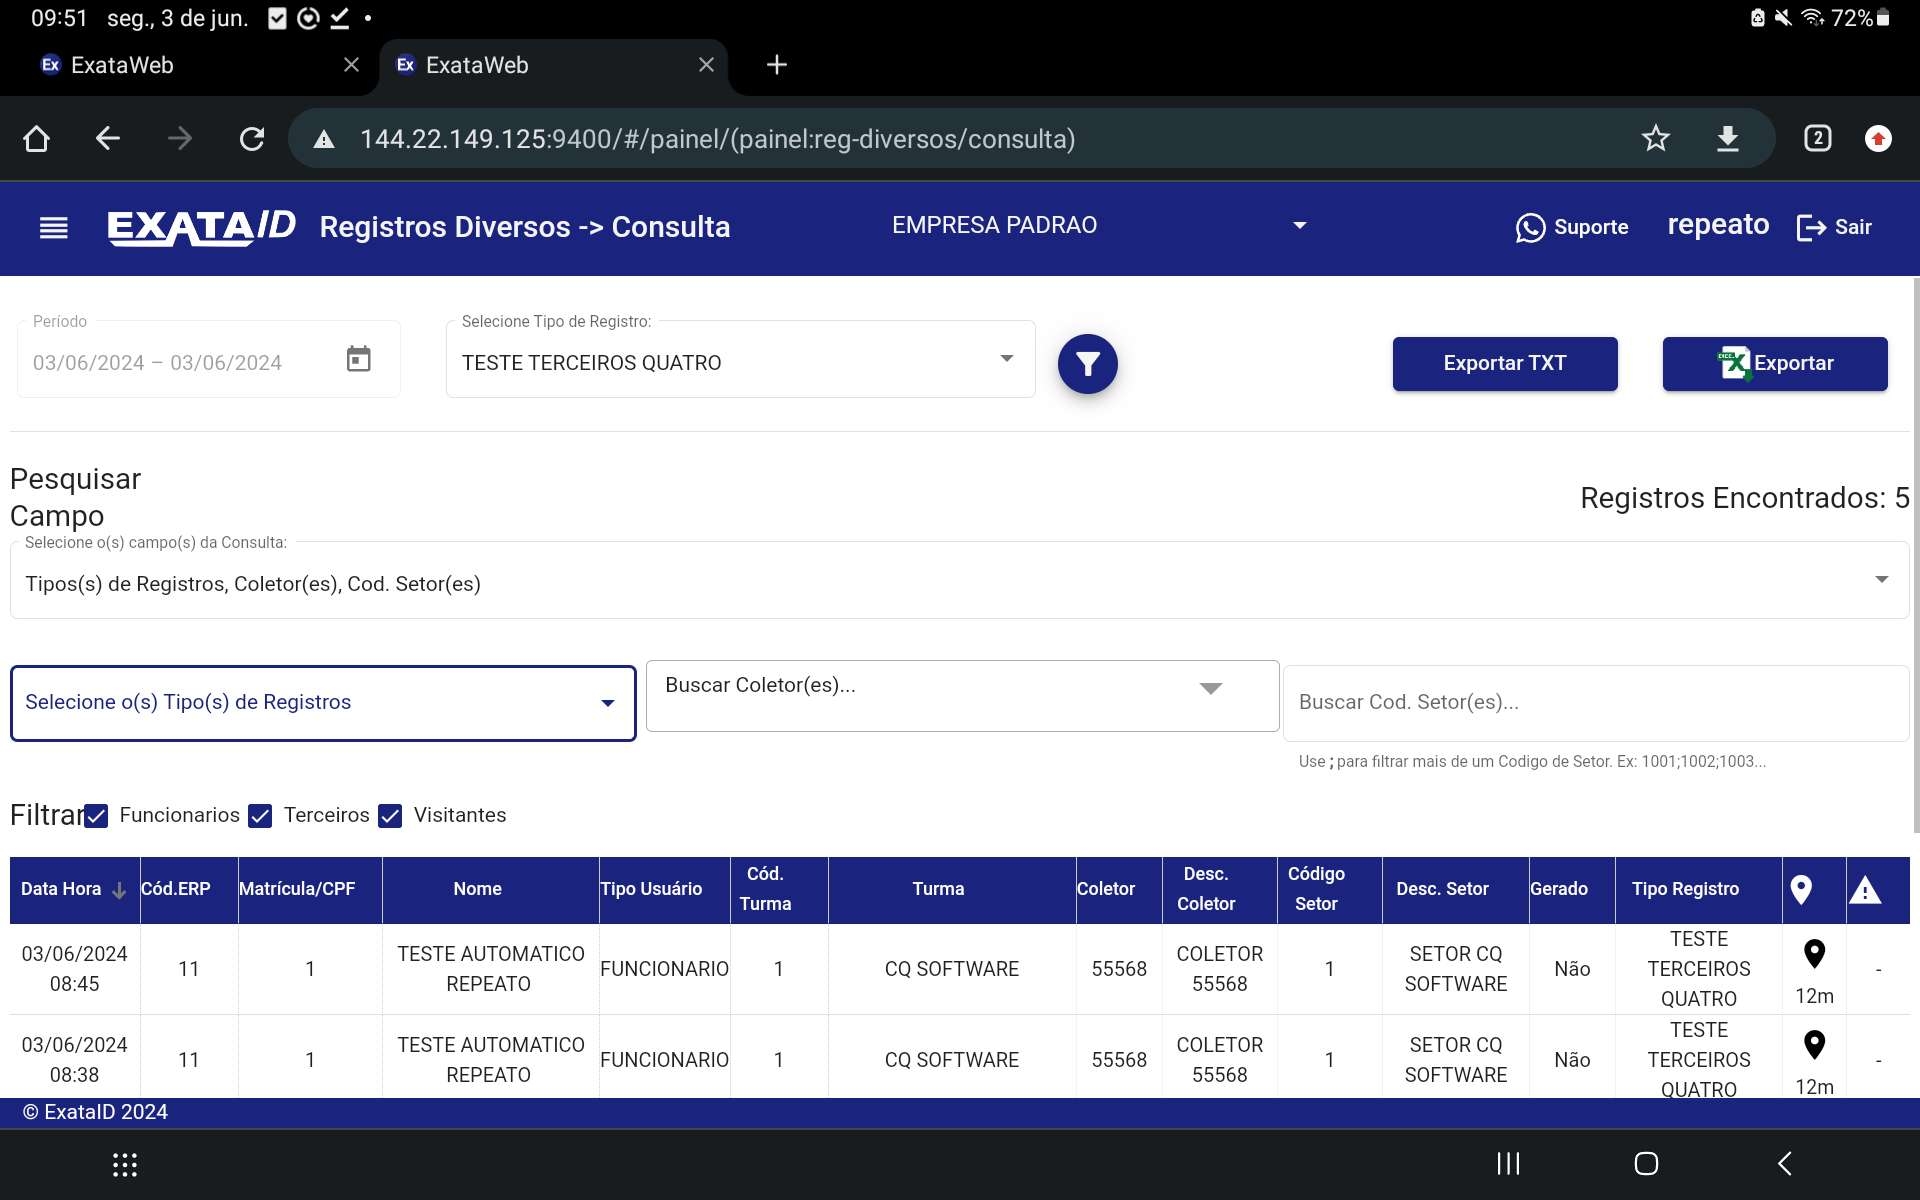 09:51 seg., 3 de jun.
72%
Ex ExataWeb
Ex ExataWeb
144.22.149.125:9400/#/painel/(painel:reg-diversos/consulta)
2
EXATA/D Registros Diversos -> Consulta
EMPRESA PADRAO
Suporte
repeato
Sair
Período
03/06/2024 – 03/06/2024
Selecione Tipo de Registro:
TESTE TERCEIROS QUATRO
Exportar TXT
Exportar
Pesquisar
Campo
Registros Encontrados: 5
Selecione o(s) campo(s) da Consulta:
Tipos(s) de Registros, Coletor(es), Cod. Setor(es)
Selecione o(s) Tipo(s) de Registros
Buscar Coletor(es)...
Buscar Cod. Setor(es)...
Use ; para filtrar mais de um Codigo de Setor. Ex: 1001;1002;1003...
Filtrar Funcionarios Terceiros Visitantes
Data Hora Cód.ERP Matrícula/CPF Nome Tipo Usuário Cód. Turma Turma Coletor Desc. Coletor Código Setor Desc. Setor Gerado Tipo Registro
03/06/2024 08:45 11 1 TESTE AUTOMATICO REPEATO FUNCIONARIO 1 CQ SOFTWARE 55568 COLETOR 55568 1 SETOR CQ SOFTWARE Não TESTE TERCEIROS QUATRO 12m -
03/06/2024 08:38 11 1 TESTE AUTOMATICO REPEATO FUNCIONARIO 1 CQ SOFTWARE 55568 COLETOR 55568 1 SETOR CQ SOFTWARE Não TESTE TERCEIROS QUATRO 12m -
© ExataID 2024